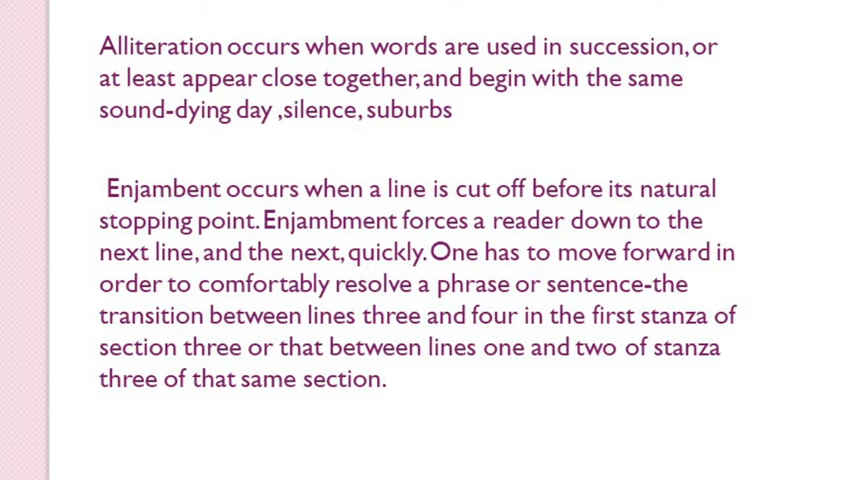 Alliteration occurs when words are used in succession, or
at least appear close together, and begin with the same
sound-dying day ,silence, suburbs
Enjambent occurs when a line is cut off before its natural
stopping point. Enjambment forces a reader down to the
next line, and the next, quickly. One has to move forward in
order to comfortably resolve a phrase or sentence-the
transition between lines three and four in the first stanza of
section three or that between lines one and two of stanza
three of that same section.